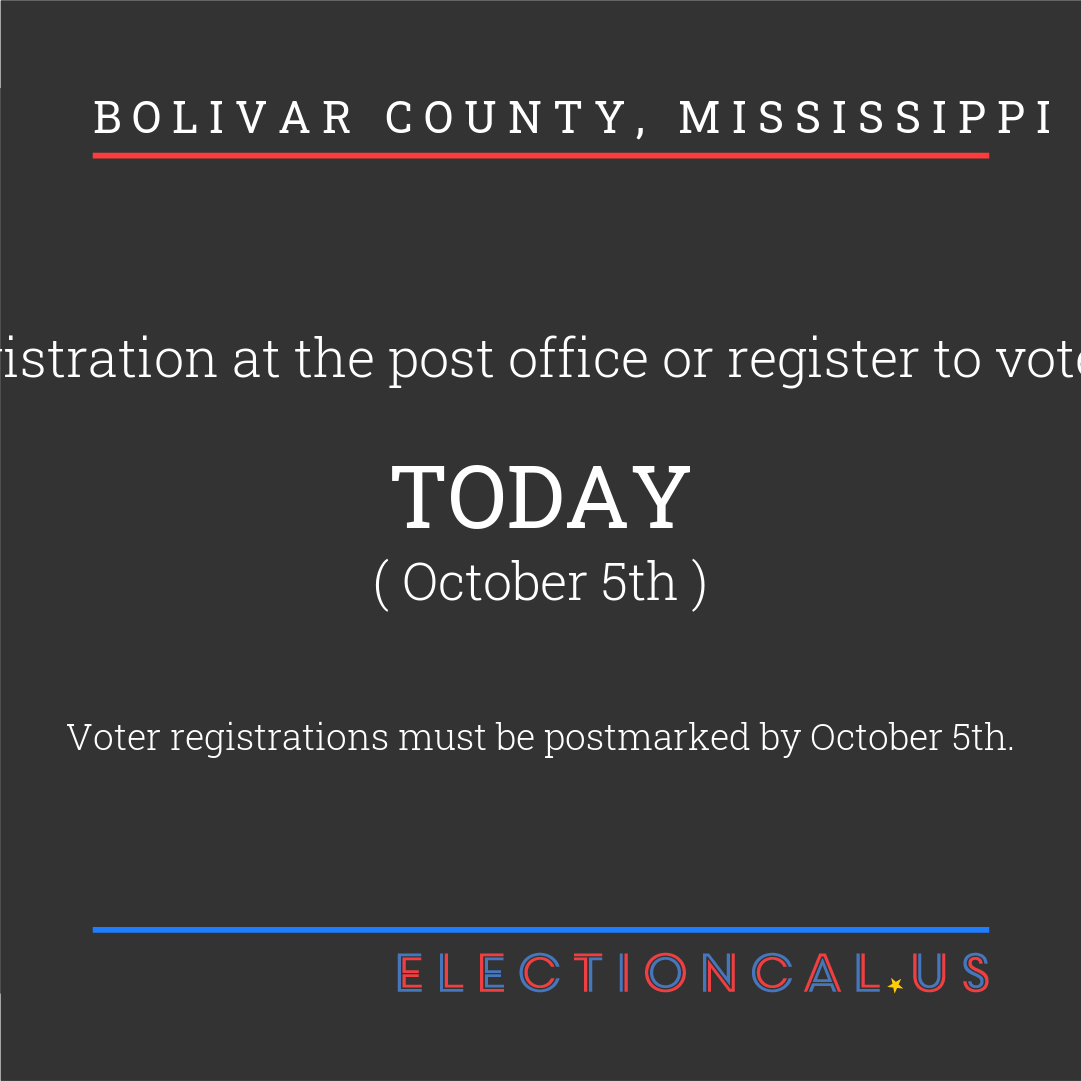 BOLIVAR COUNTY, MISSISSIPPI
istration at the post office or register to vote
TODAY
( October 5th )
Voter registrations must be postmarked by October 5th.
ELECTIONCAL.US